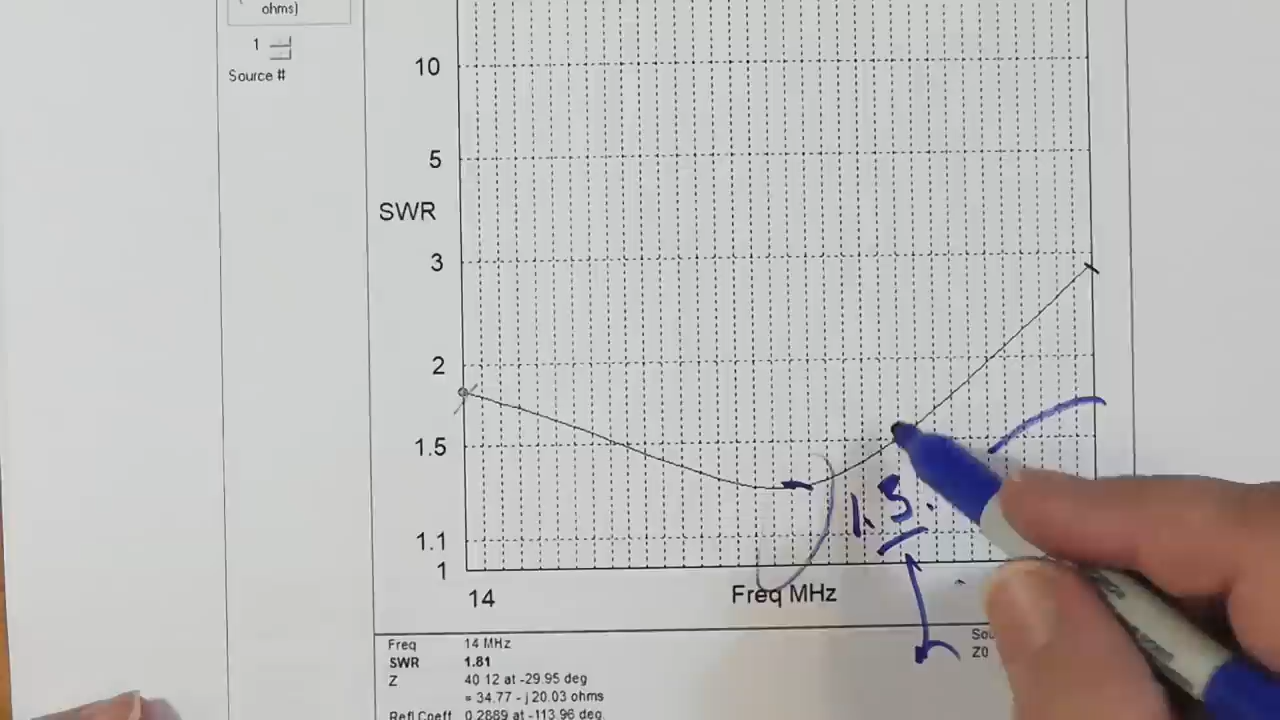 ohms)
1
Source #
10
5
SWR
3
2
1.5
1.1
1
14
Freq MHz
1.3.
Freq 14 MHz
SWR 1.81
Z 40.12 at -29.95 deg
= 34.77 - j 20.03 ohms
Refl Coeff 0.2889 at -113.96 deg.
Z0